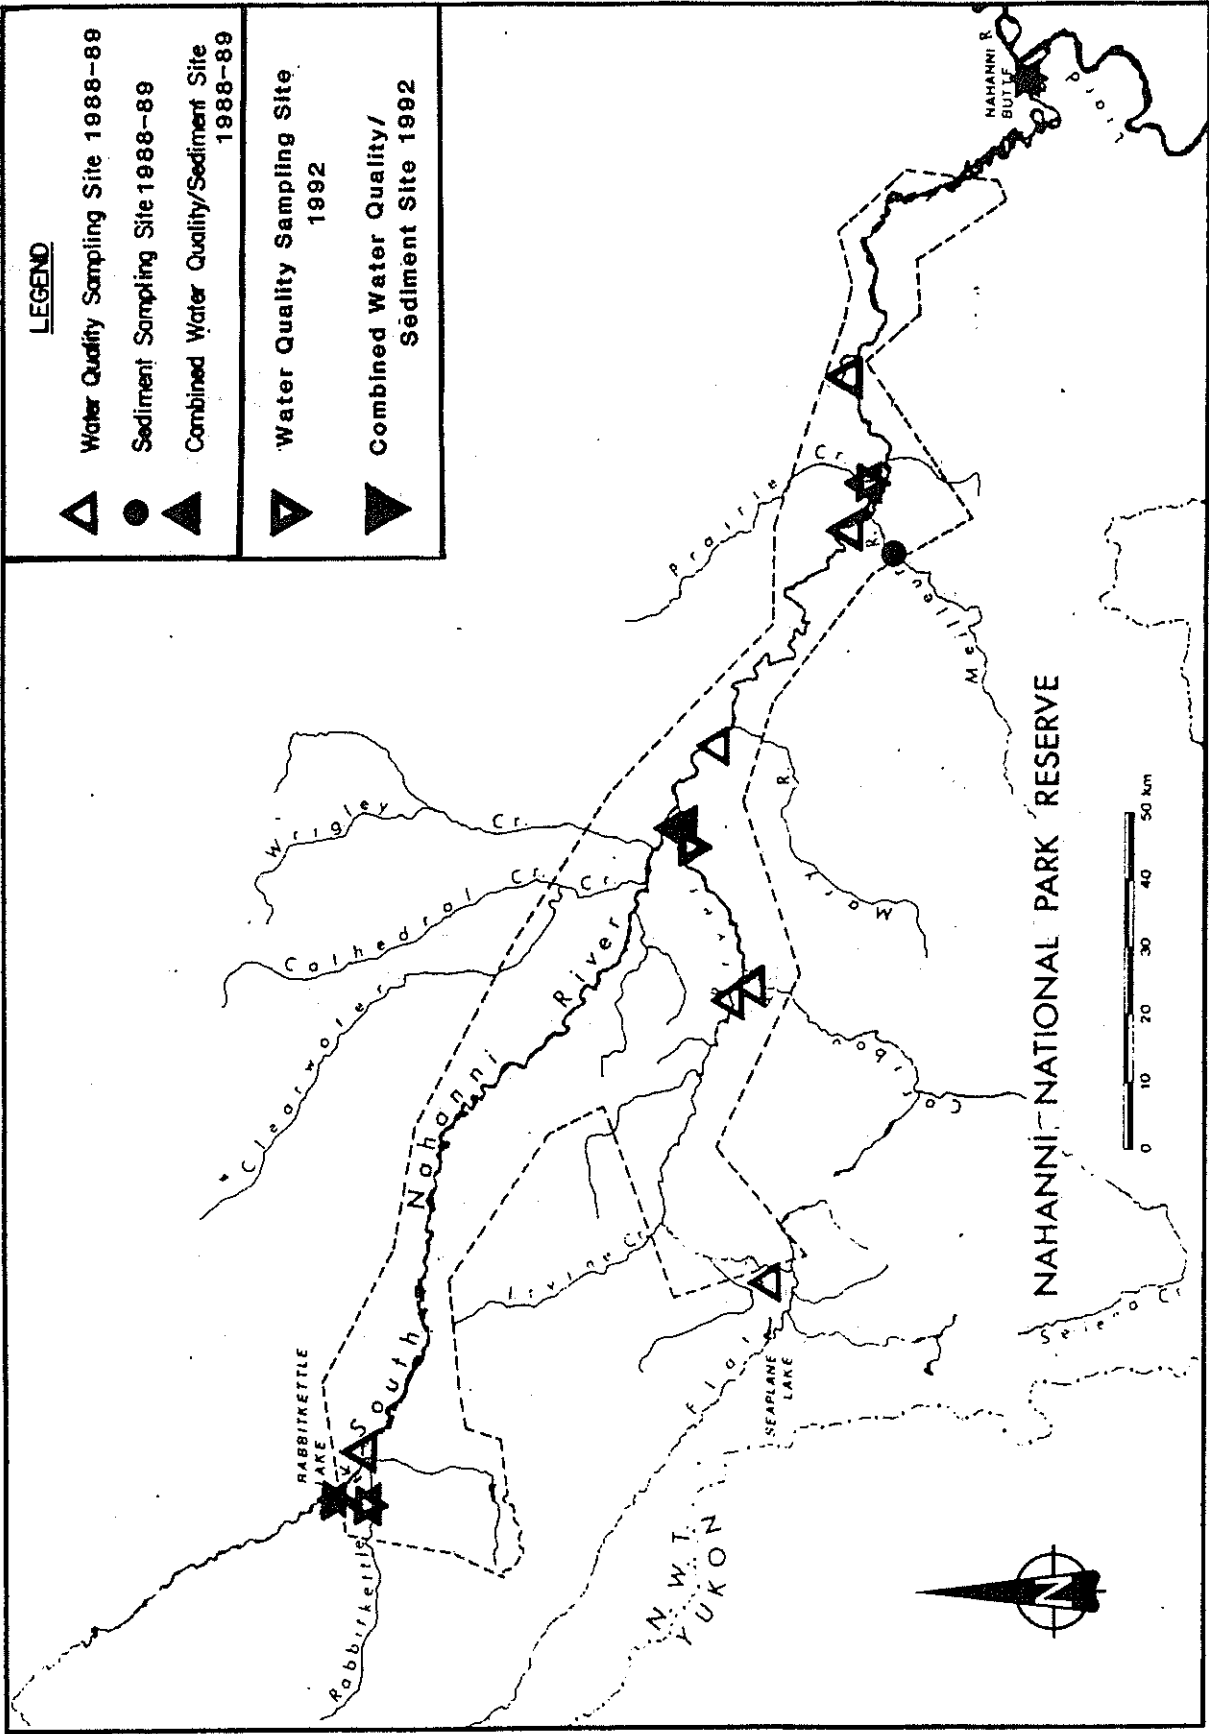 LEGEND
Water Quality Sampling Site 1988-89
Sediment Sampling Site 1988-89
Combined Water Quality/Sediment Site
1988-89
Water Quality Sampling Site
1992
Combined Water Quality/
Sediment Site 1992
NAHANNI R
NAHANNI
BUTTE
Prairie Cr.
Meilleur R.
Wrigley Cr.
Cathedral Cr.
Clearwater Cr.
South Nahanni River
Mary R.
Caribou
Irvine Cr.
Flat
RABBITKETTLE
LAKE
Rabbitkettle
SEAPLANE
LAKE
N.W.T.
YUKON
N
NAHANNI NATIONAL PARK RESERVE
0 10 20 30 40 50 km